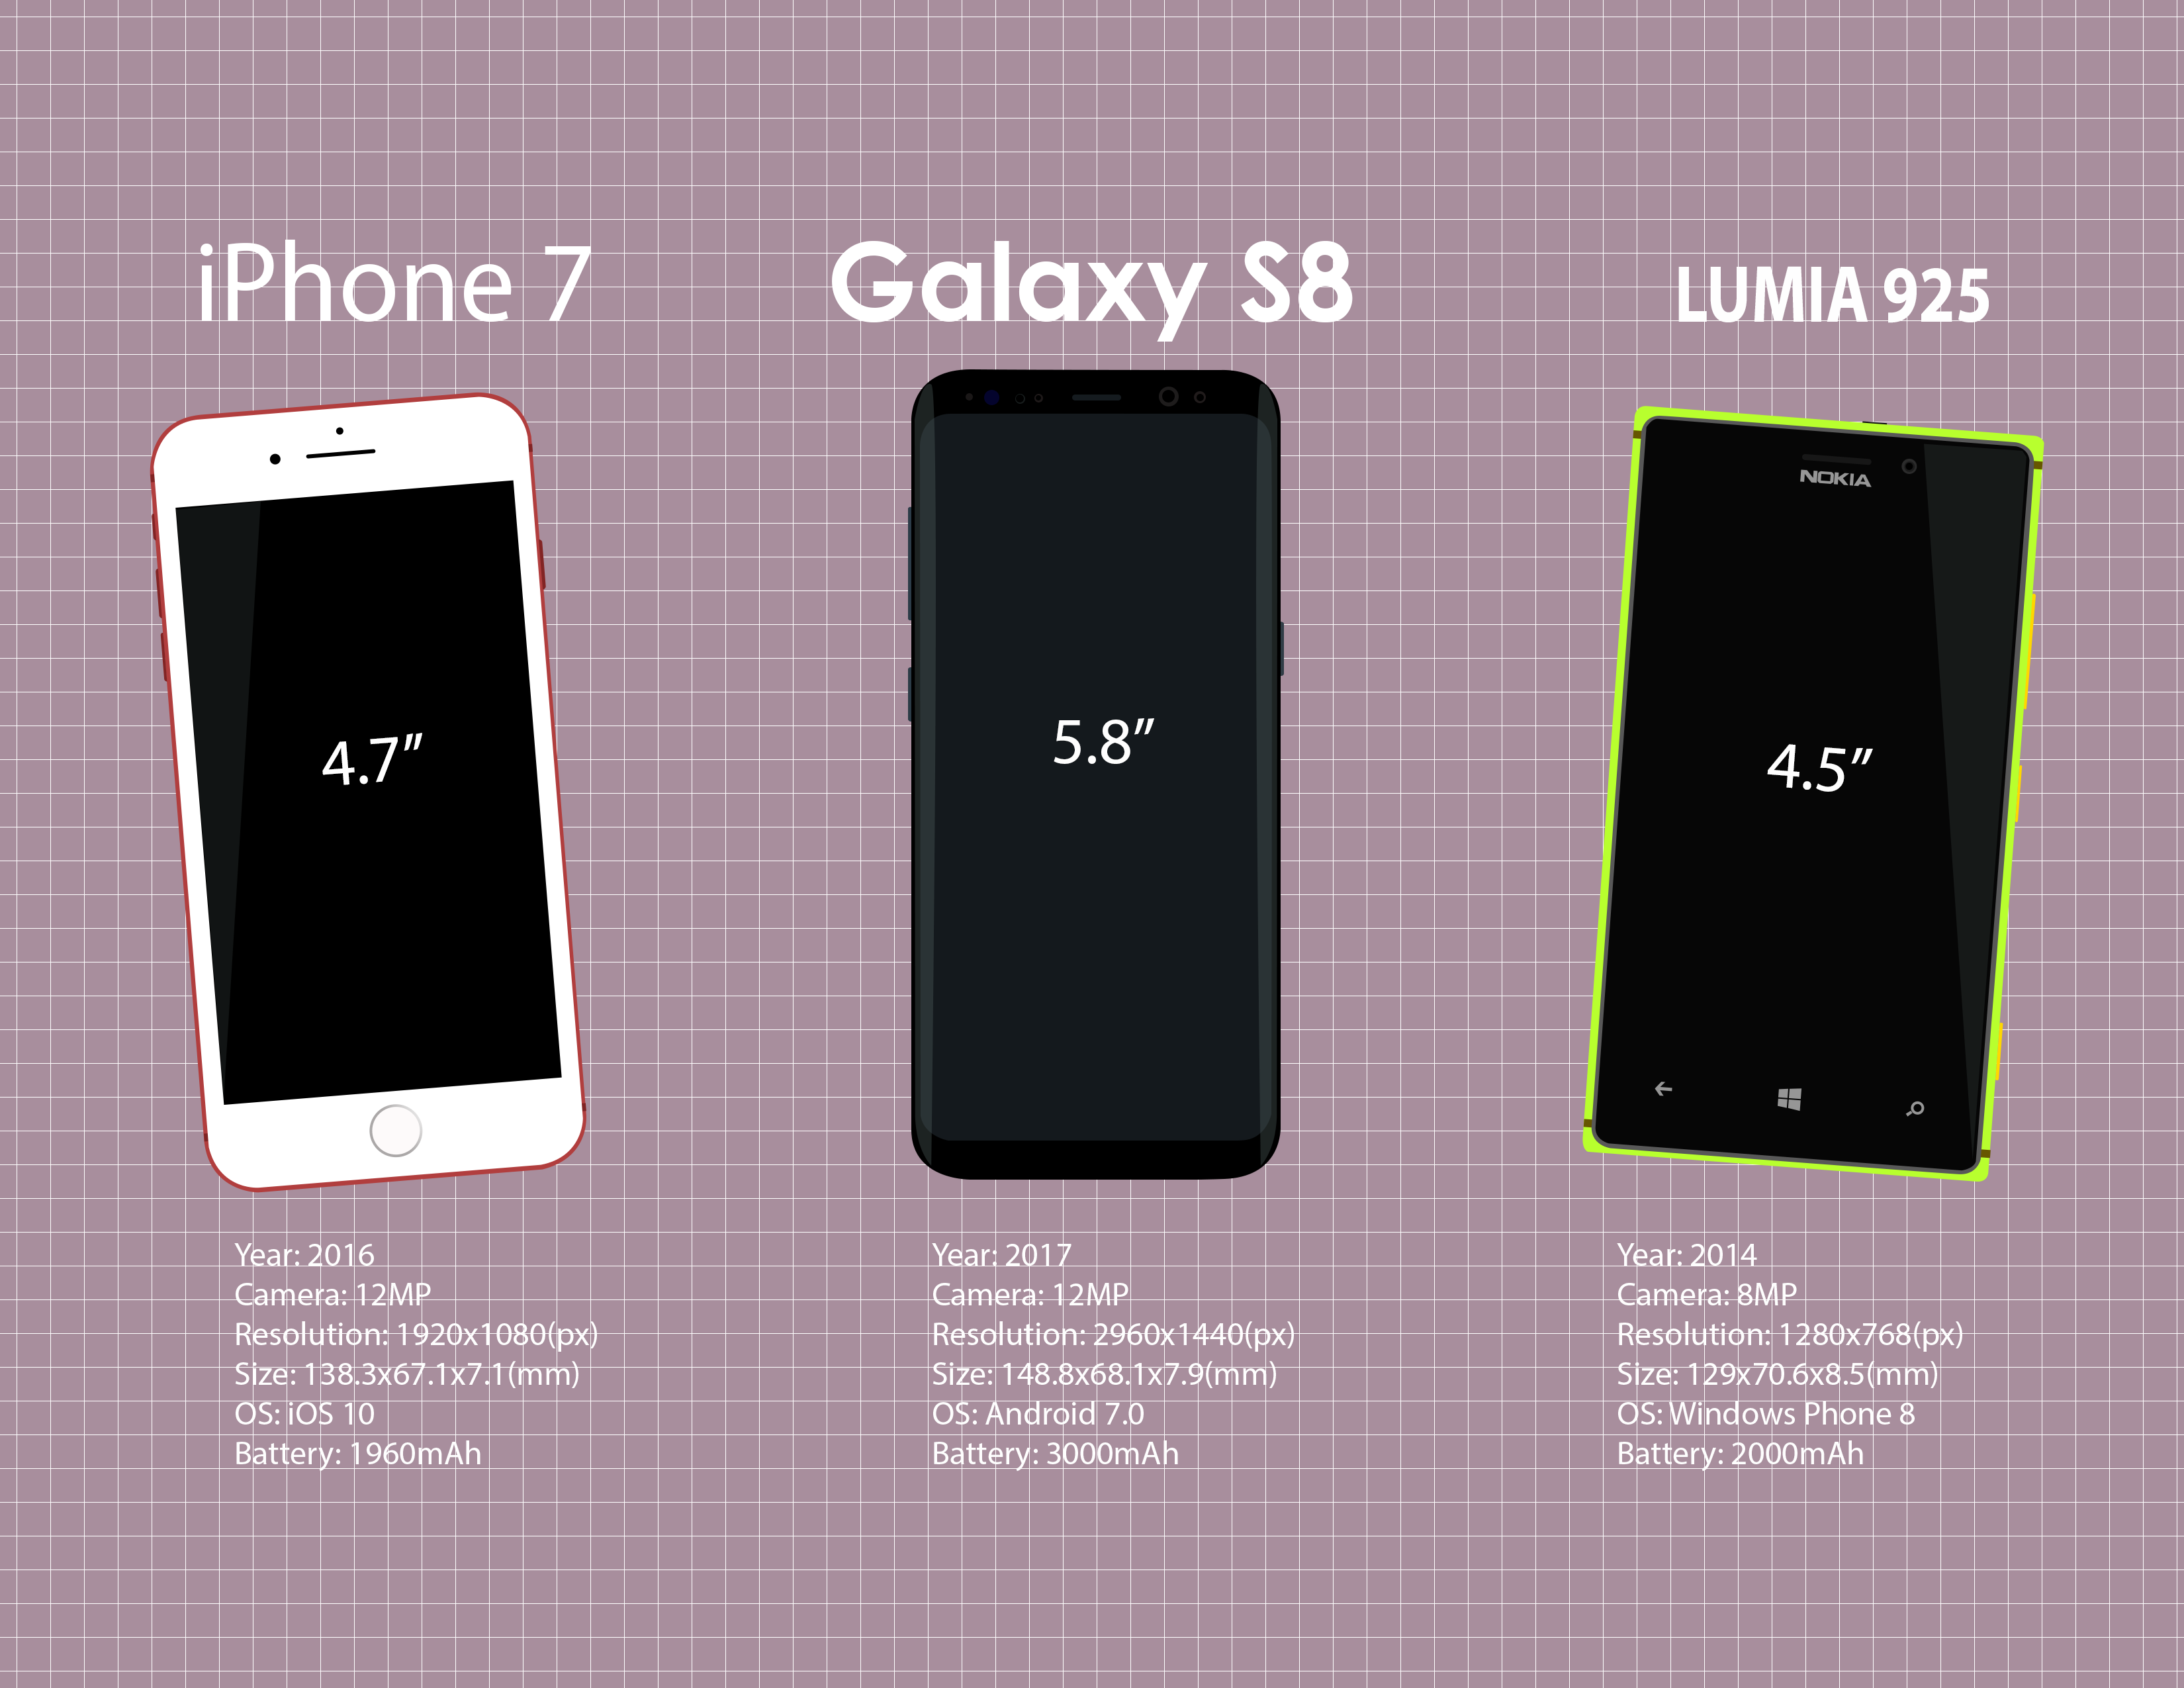 iPhone 7
Galaxy S8
LUMIA 925
NOKIA
4.7”
5.8”
4.5”
Year: 2016
Camera: 12MP
Resolution: 1920x1080(px)
Size: 138.3x67.1x7.1(mm)
OS: iOS 10
Battery: 1960mAh
Year: 2017
Camera: 12MP
Resolution: 2960x1440(px)
Size: 148.8x68.1x7.9(mm)
OS: Android 7.0
Battery: 3000mAh
Year: 2014
Camera: 8MP
Resolution: 1280x768(px)
Size: 129x70.6x8.5(mm)
OS: Windows Phone 8
Battery: 2000mAh